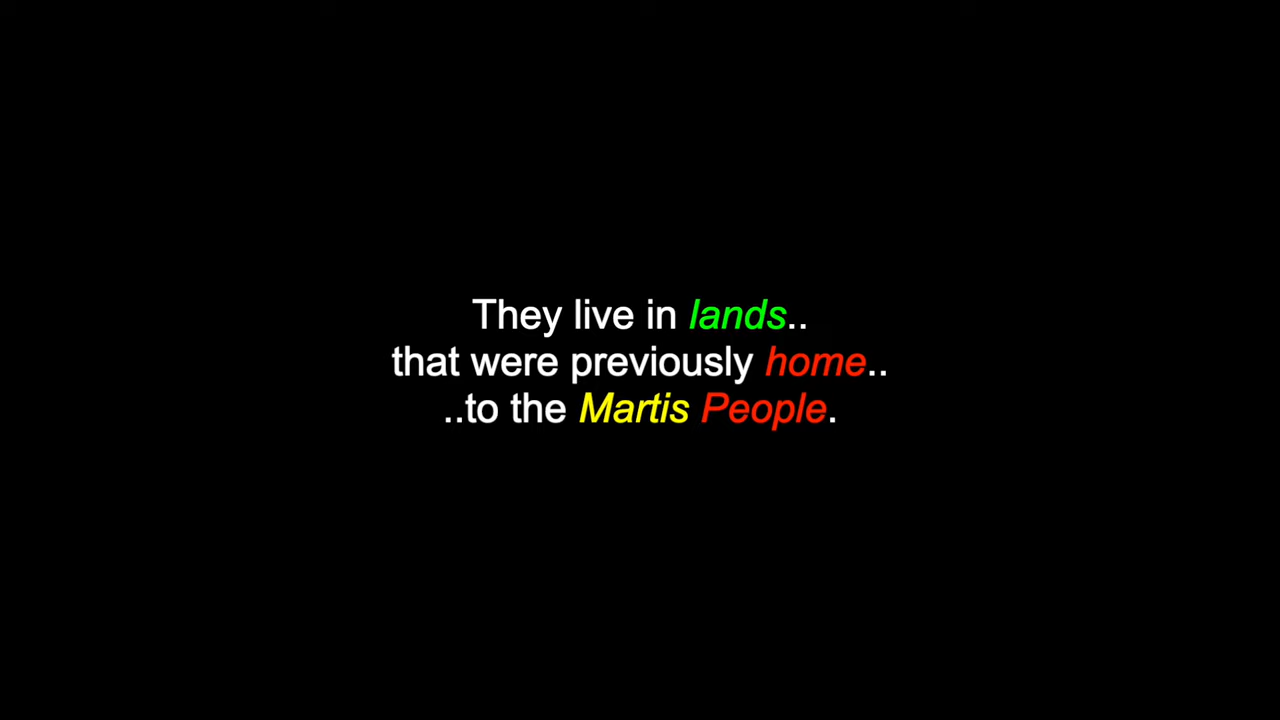 They live in lands..
that were previously home..
..to the Martis People.